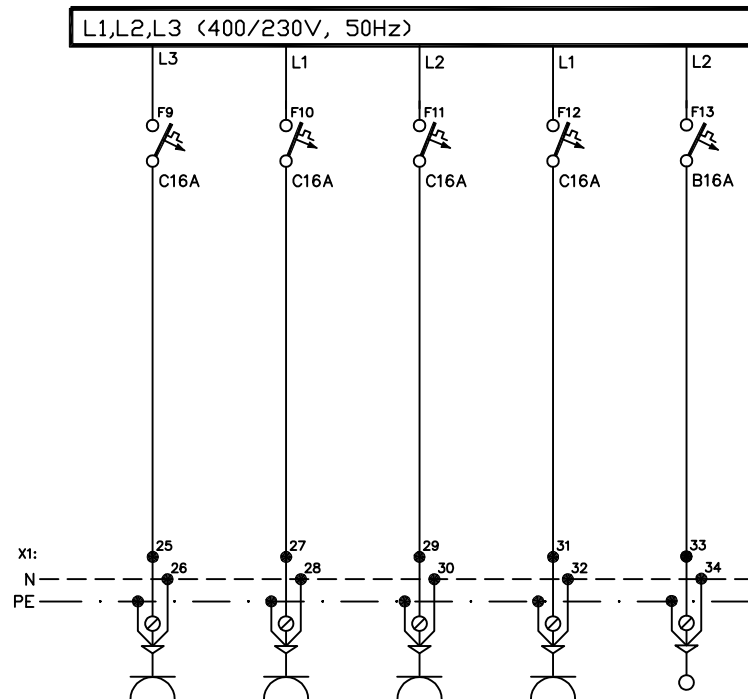 L1,L2,L3 (400/230V, 50Hz)
L3 L1 L2 L1 L2
F9 F10 F11 F12 F13
C16A C16A C16A C16A B16A
X1: 25 27 29 31 33
N 26 28 30 32 34
PE